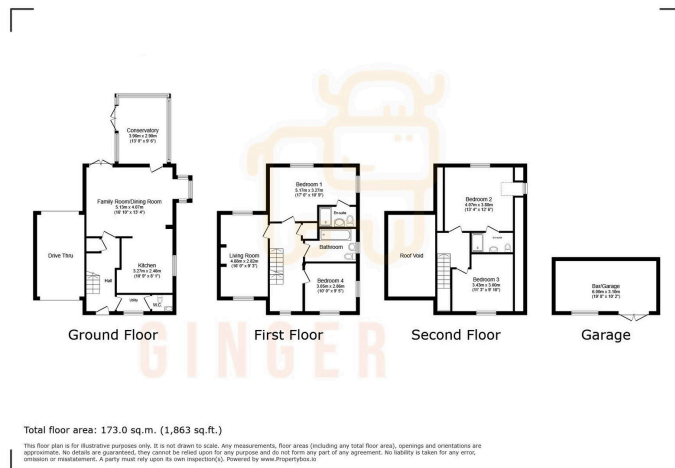 Conservatory
3.96m x 2.90m
(13' 0" x 9' 6")
Family Room/Dining Room
5.13m x 4.07m
(16' 10" x 13' 4")
Drive Thru
Kitchen
3.27m x 2.46m
(10' 9" x 8' 1")
Hall
Utility
W.C.
Ground Floor
Bedroom 1
5.17m x 3.27m
(17' 0" x 10' 9")
Ensuite
Living Room
4.88m x 2.82m
(16' 0" x 9' 3")
Bathroom
Bedroom 4
3.05m x 2.86m
(10' 0" x 9' 5")
First Floor
Bedroom 2
4.07m x 3.80m
(13' 4" x 12' 6")
Ensuite
Roof Void
Bedroom 3
3.43m x 3.00m
(11' 3" x 9' 10")
Second Floor
Bar/Garage
6.00m x 3.10m
(19' 8" x 10' 2")
Garage
GINGER
Total floor area: 173.0 sq.m. (1,863 sq.ft.)
This floor plan is for illustrative purposes only. It is not drawn to scale. Any measurements, floor areas (including any total floor area), openings and orientations are
approximate. No details are guaranteed, they cannot be relied upon for any purpose and do not form any part of any agreement. No liability is taken for any error,
omission or misstatement. A party must rely upon its own inspection(s). Powered by www.Propertybox.io